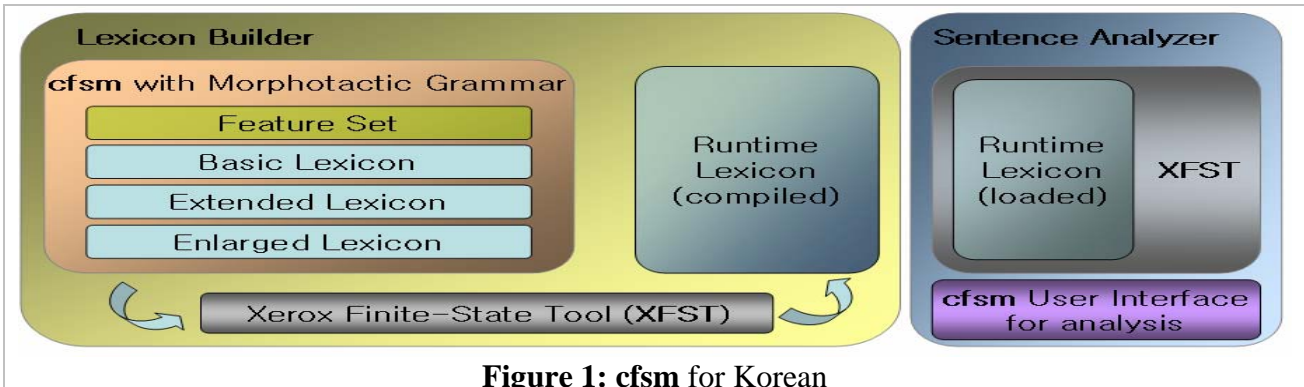 Lexicon Builder
cfsm with Morphotactic Grammar
Feature Set
Basic Lexicon
Extended Lexicon
Enlarged Lexicon
Xerox Finite-State Tool (XFST)
Runtime
Lexicon
(compiled)
Sentence Analyzer
Runtime
Lexicon
(loaded)
XFST
cfsm User Interface
for analysis
Figure 1: cfsm for Korean